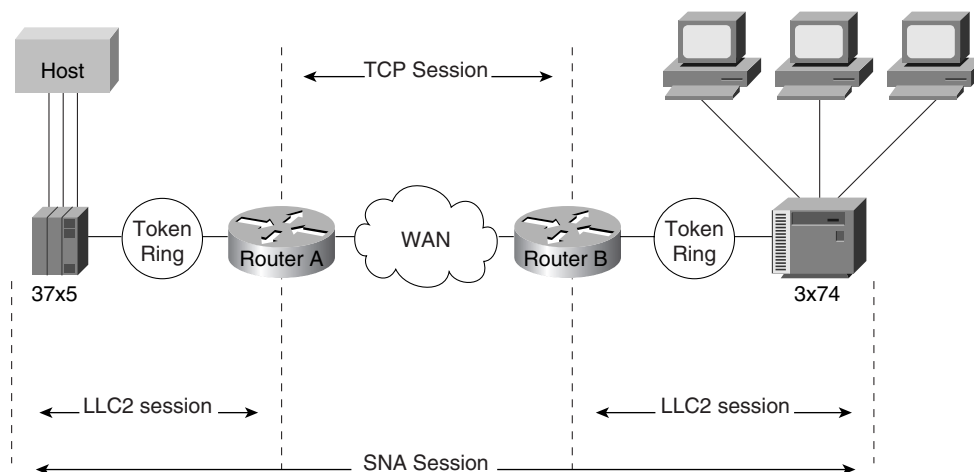 Host
TCP Session
Token
Ring
Router A
WAN
Router B
Token
Ring
37x5
3x74
LLC2 session
LLC2 session
SNA Session